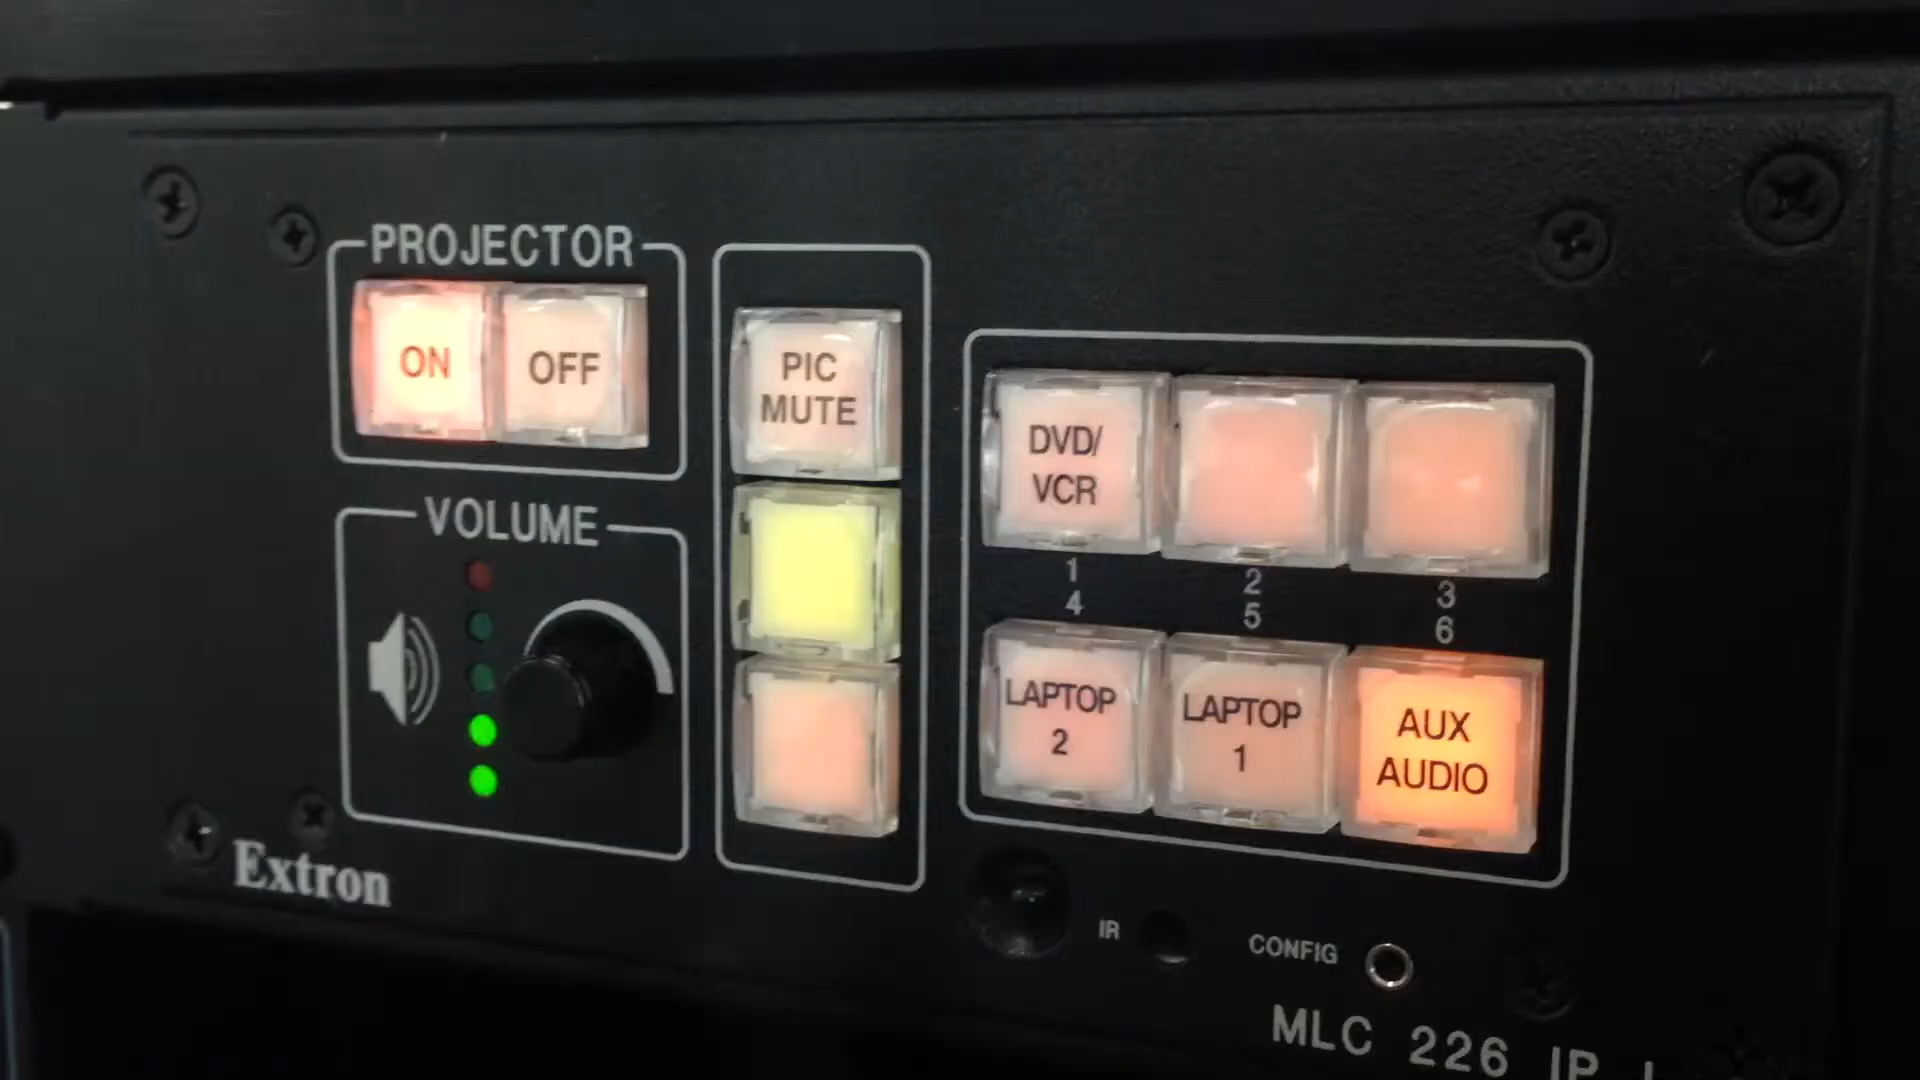 PROJECTOR
ON
OFF
VOLUME
PIC
MUTE
DVD/
VCR
1
4
2
5
3
6
LAPTOP
2
LAPTOP
1
AUX
AUDIO
Extron
IR
CONFIG
MLC 226 IP